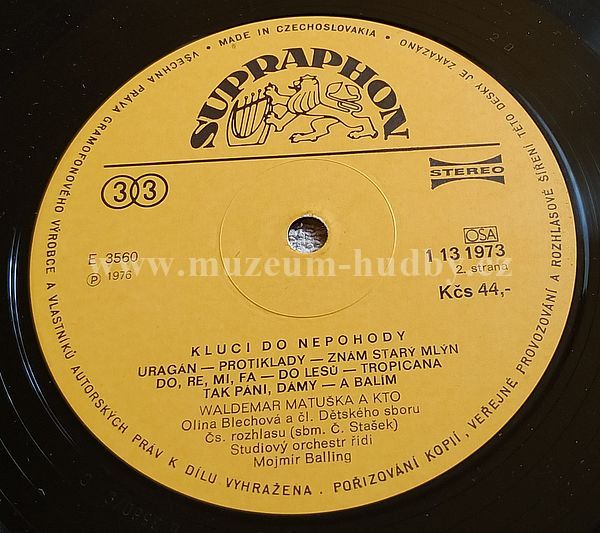 VŠECHNA PRÁVA GRAMOFONOVÉHO VÝROBCE A VLASTNÍKŮ AUTORSKÝCH PRÁV K DÍLU VYHRAŽENA. POŘIZOVÁNÍ KOPIÍ, VEŘEJNÉ PROVOZOVÁNÍ A ROZHLASOVÉ ŠÍŘENÍ TÉTO DESKY JE ZAKÁZÁNO • MADE IN CZECHOSLOVAKIA •
SUPRAPHON
33
STEREO
E 3560
Ⓟ 1976
OSA
1 13 1973
2. strana
Kčs 44,-
www.muzeum-hudby.cz
KLUCI DO NEPOHODY
URAGÁN — PROTIKLADY — ZNÁM STARÝ MLÝN
DO, RE, MI, FA — DO LESŮ — TROPICANA
TAK PÁNI, DÁMY — A BALÍM
WALDEMAR MATUŠKA A KTO
Olina Blechová a čl. Dětského sboru
Čs. rozhlasu (sbm. Č. Stašek)
Studiový orchestr řídí
Mojmír Balling